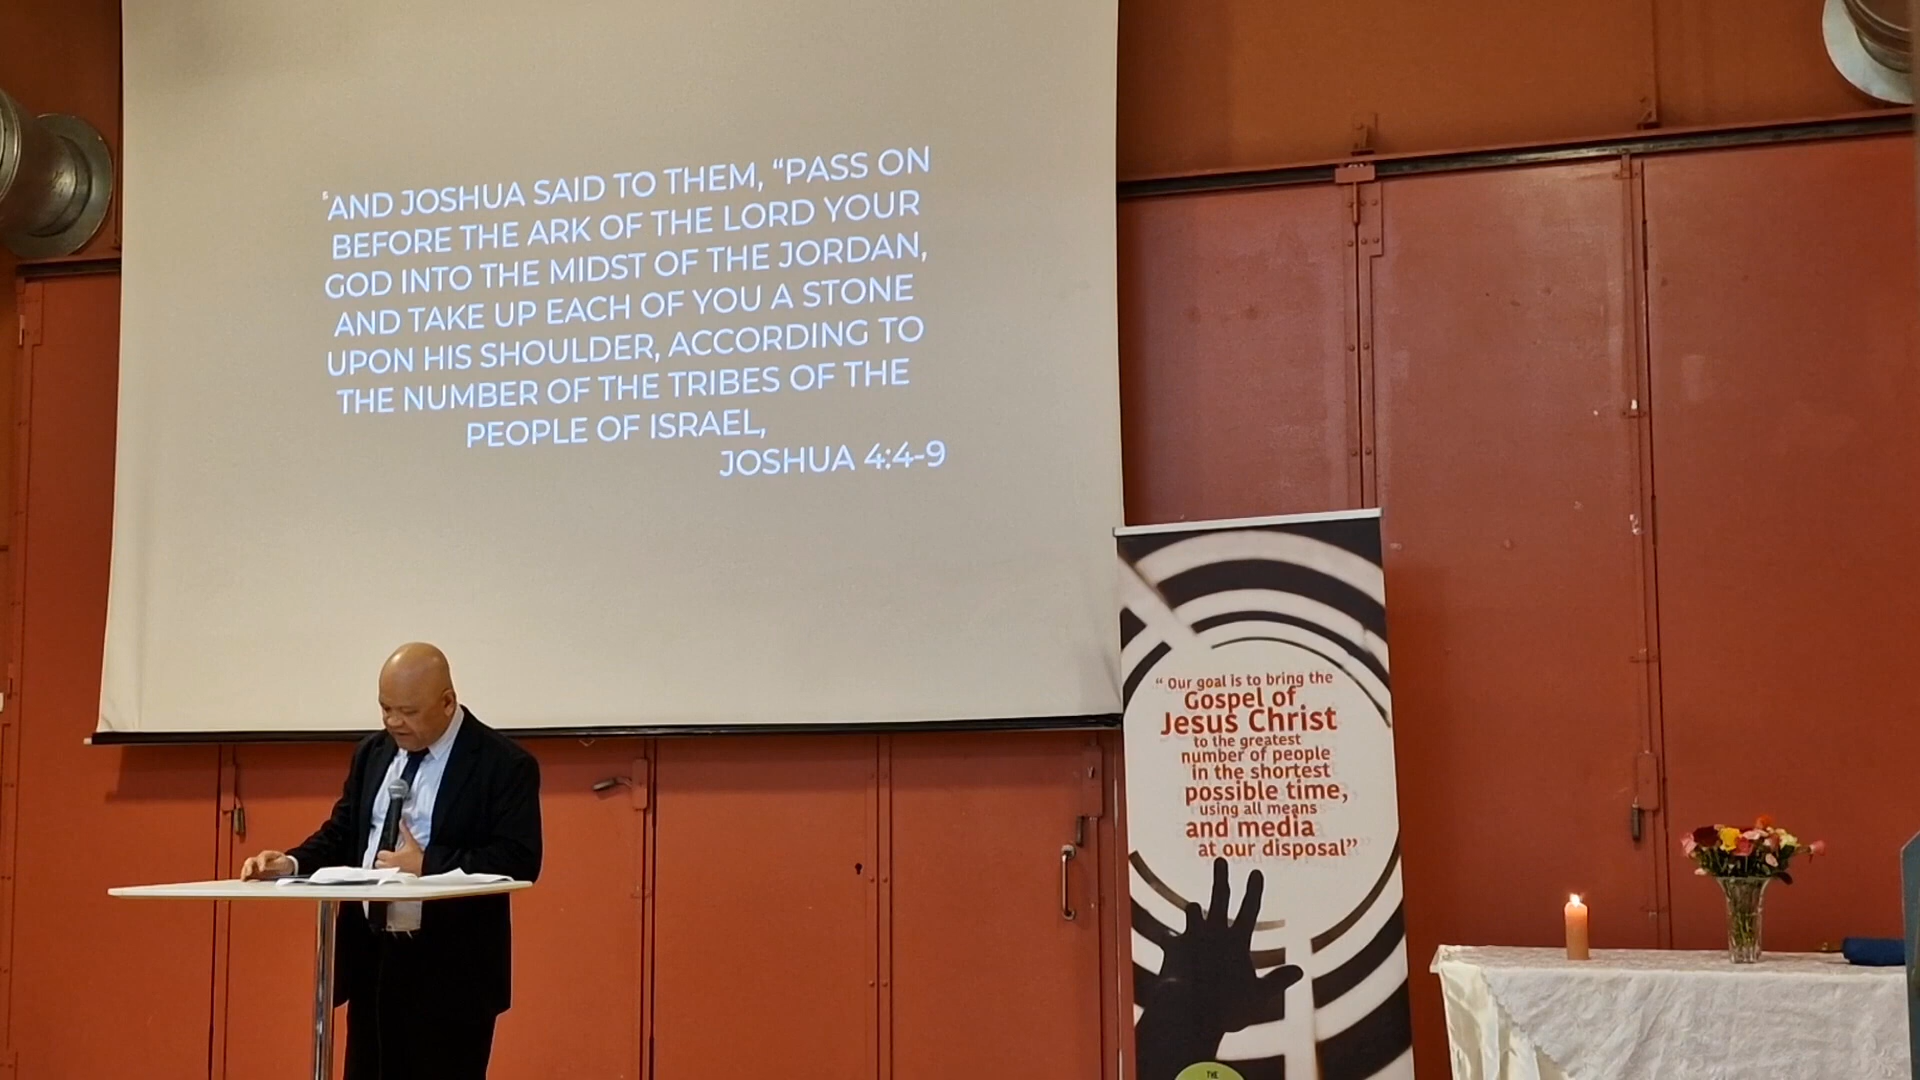 ⁵AND JOSHUA SAID TO THEM, “PASS ON
BEFORE THE ARK OF THE LORD YOUR
GOD INTO THE MIDST OF THE JORDAN,
AND TAKE UP EACH OF YOU A STONE
UPON HIS SHOULDER, ACCORDING TO
THE NUMBER OF THE TRIBES OF THE
PEOPLE OF ISRAEL,
JOSHUA 4:4-9
“ Our goal is to bring the
Gospel of
Jesus Christ
to the greatest
number of people
in the shortest
possible time,
using all means
and media
at our disposal”
THE